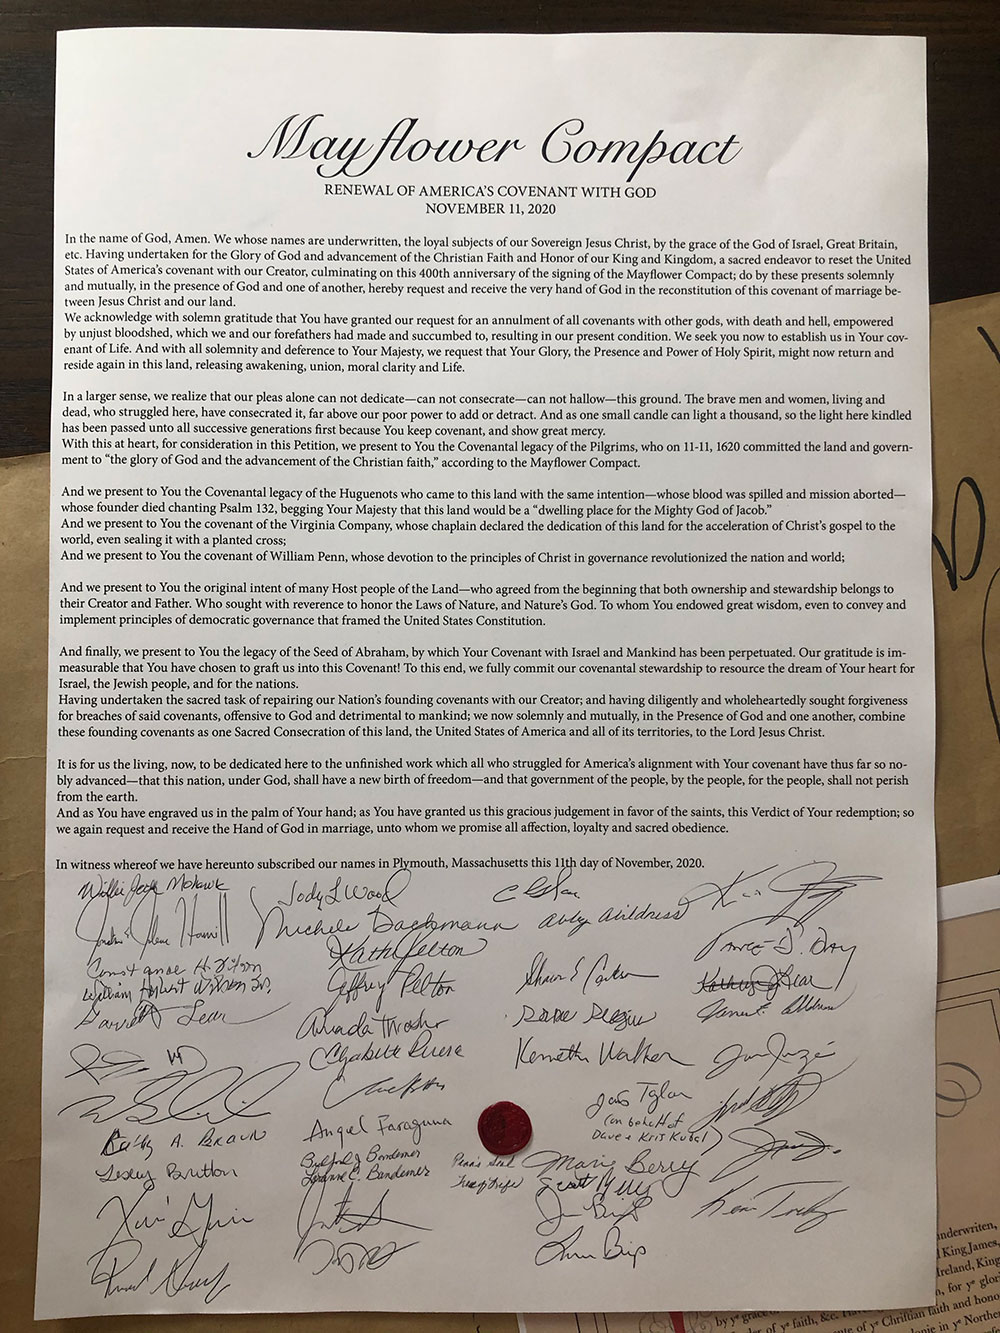 Mayflower Compact
RENEWAL OF AMERICA'S COVENANT WITH GOD
NOVEMBER 11, 2020
In the name of God, Amen. We whose names are underwritten, the loyal subjects of our Sovereign Jesus Christ, by the grace of the God of Israel, Great Britain,
etc. Having undertaken for the Glory of God and advancement of the Christian Faith and Honor of our King and Kingdom, a sacred endeavor to reset the United
States of America's covenant with our Creator, culminating on this 400th anniversary of the signing of the Mayflower Compact; do by these presents solemnly
and mutually, in the presence of God and one of another, hereby request and receive the very hand of God in the reconstitution of this covenant of marriage be-
tween Jesus Christ and our land.
We acknowledge with solemn gratitude that You have granted our request for an annulment of all covenants with other gods, with death and hell, empowered
by unjust bloodshed, which we and our forefathers had made and succumbed to, resulting in our present condition. We seek you now to establish us in Your cov-
enant of Life. And with all solemnity and deference to Your Majesty, we request that Your Glory, the Presence and Power of Holy Spirit, might now return and
reside again in this land, releasing awakening, union, moral clarity and Life.
In a larger sense, we realize that our pleas alone can not dedicate—can not consecrate—can not hallow—this ground. The brave men and women, living and
dead, who struggled here, have consecrated it, far above our poor power to add or detract. And as one small candle can light a thousand, so the light here kindled
has been passed unto all successive generations first because You keep covenant, and show great mercy.
With this at heart, for consideration in this Petition, we present to You the Covenantal legacy of the Pilgrims, who on 11-11, 1620 committed the land and govern-
ment to "the glory of God and the advancement of the Christian faith," according to the Mayflower Compact.
And we present to You the Covenantal legacy of the Huguenots who came to this land with the same intention—whose blood was spilled and mission aborted—
whose founder died chanting Psalm 132, begging Your Majesty that this land would be a "dwelling place for the Mighty God of Jacob."
And we present to You the covenant of the Virginia Company, whose chaplain declared the dedication of this land for the acceleration of Christ's gospel to the
world, even sealing it with a planted cross;
And we present to You the covenant of William Penn, whose devotion to the principles of Christ in governance revolutionized the nation and world;
And we present to You the original intent of many Host people of the Land—who agreed from the beginning that both ownership and stewardship belongs to
their Creator and Father. Who sought with reverence to honor the Laws of Nature, and Nature's God. To whom You endowed great wisdom, even to convey and
implement principles of democratic governance that framed the United States Constitution.
And finally, we present to You the legacy of the Seed of Abraham, by which Your Covenant with Israel and Mankind has been perpetuated. Our gratitude is im-
measurable that You have chosen to graft us into this Covenant! To this end, we fully commit our covenantal stewardship to resource the dream of Your heart for
Israel, the Jewish people, and for the nations.
Having undertaken the sacred task of repairing our Nation's founding covenants with our Creator; and having diligently and wholeheartedly sought forgiveness
for breaches of said covenants, offensive to God and detrimental to mankind; we now solemnly and mutually, in the Presence of God and one another, combine
these founding covenants as one Sacred Consecration of this land, the United States of America and all of its territories, to the Lord Jesus Christ.
It is for us the living, now, to be dedicated here to the unfinished work which all who struggled for America's alignment with Your covenant have thus far so no-
bly advanced—that this nation, under God, shall have a new birth of freedom—and that government of the people, by the people, for the people, shall not perish
from the earth.
And as You have engraved us in the palm of Your hand; as You have granted us this gracious judgement in favor of the saints, this Verdict of Your redemption; so
we again request and receive the Hand of God in marriage, unto whom we promise all affection, loyalty and sacred obedience.
In witness whereof we have hereunto subscribed our names in Plymouth, Massachusetts this 11th day of November, 2020.
Mohawk Jody L Wood
Michele Bachmann
Kathy Pelton
Jeffrey Pelton
Garrett Lear
Kenneth Walker
(on behalf of
Dave & Kris Kubal)
Kathy A. Braun
Angel Faraguna
Lesley Britton
Marie Berry
underwritten,
King James,
Ireland, King
, for yᵉ glori
by yᵉ grace
of yᵉ faith, &c.
of yᵉ Christian faith and hono
in yᵉ Northe